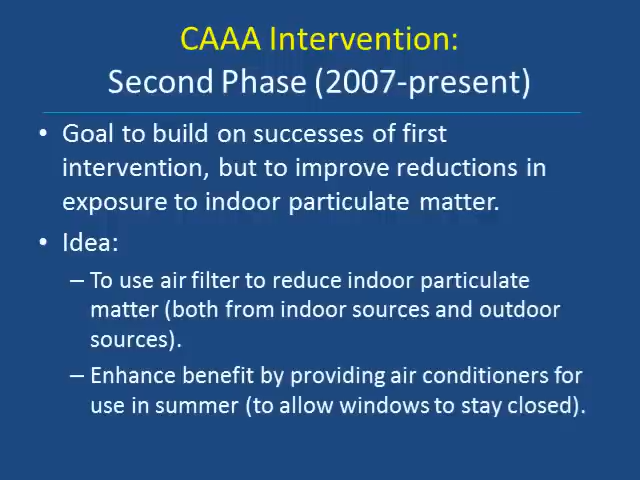 CAAA Intervention:
Second Phase (2007-present)
• Goal to build on successes of first
intervention, but to improve reductions in
exposure to indoor particulate matter.
• Idea:
– To use air filter to reduce indoor particulate
matter (both from indoor sources and outdoor
sources).
– Enhance benefit by providing air conditioners for
use in summer (to allow windows to stay closed).